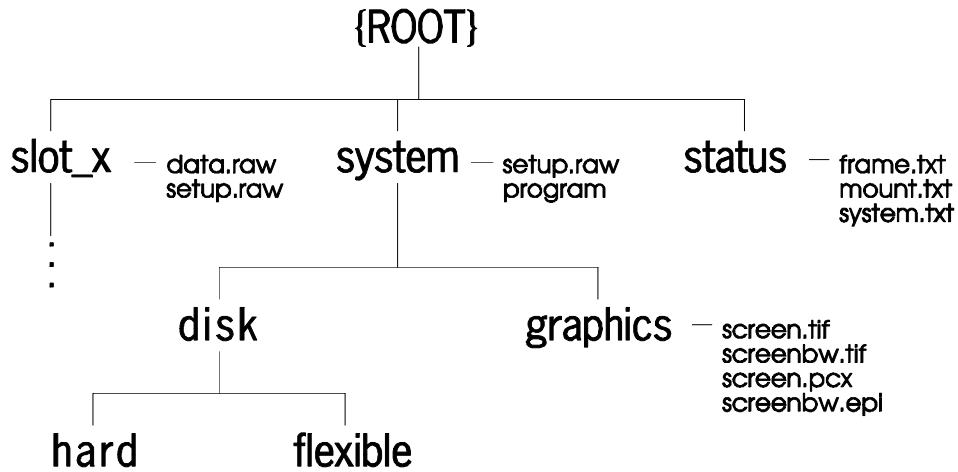 {ROOT}
slot_x
data.raw
setup.raw
system
setup.raw
program
status
frame.txt
mount.txt
system.txt
disk
graphics
screen.tif
screenbw.tif
screen.pcx
screenbw.epl
hard
flexible